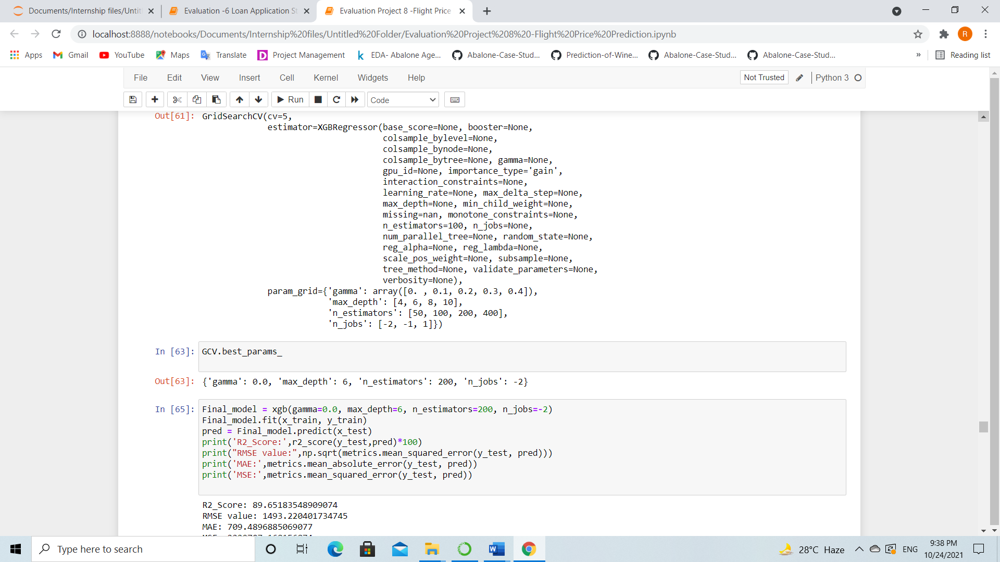 Documents/Internship files/Untit
Evaluation -6 Loan Application St
Evaluation Project 8 -Flight Price
localhost:8888/notebooks/Documents/Internship%20files/Untitled%20Folder/Evaluation%20Project%208%20-Flight%20Price%20Prediction.ipynb
R
Apps
Gmail
YouTube
Maps
Translate
Project Management
EDA- Abalone Age...
Abalone-Case-Stud...
Prediction-of-Wine...
Abalone-Case-Stud...
Abalone-Case-Stud...
»
Reading list
File Edit View Insert Cell Kernel Widgets Help
Not Trusted
Python 3
Run
Code
Out[61]: GridSearchCV(cv=5,
estimator=XGBRegressor(base_score=None, booster=None,
colsample_bylevel=None,
colsample_bynode=None,
colsample_bytree=None, gamma=None,
gpu_id=None, importance_type='gain',
interaction_constraints=None,
learning_rate=None, max_delta_step=None,
max_depth=None, min_child_weight=None,
missing=nan, monotone_constraints=None,
n_estimators=100, n_jobs=None,
num_parallel_tree=None, random_state=None,
reg_alpha=None, reg_lambda=None,
scale_pos_weight=None, subsample=None,
tree_method=None, validate_parameters=None,
verbosity=None),
param_grid={'gamma': array([0. , 0.1, 0.2, 0.3, 0.4]),
'max_depth': [4, 6, 8, 10],
'n_estimators': [50, 100, 200, 400],
'n_jobs': [-2, -1, 1]})
In [63]: GCV.best_params_
Out[63]: {'gamma': 0.0, 'max_depth': 6, 'n_estimators': 200, 'n_jobs': -2}
In [65]: Final_model = xgb(gamma=0.0, max_depth=6, n_estimators=200, n_jobs=-2)
Final_model.fit(x_train, y_train)
pred = Final_model.predict(x_test)
print('R2_Score:',r2_score(y_test,pred)*100)
print("RMSE value:",np.sqrt(metrics.mean_squared_error(y_test, pred)))
print('MAE:',metrics.mean_absolute_error(y_test, pred))
print('MSE:',metrics.mean_squared_error(y_test, pred))
R2_Score: 89.65183548909074
RMSE value: 1493.220401734745
MAE: 709.4896885069077
Type here to search
28°C Haze
ENG
9:38 PM
10/24/2021